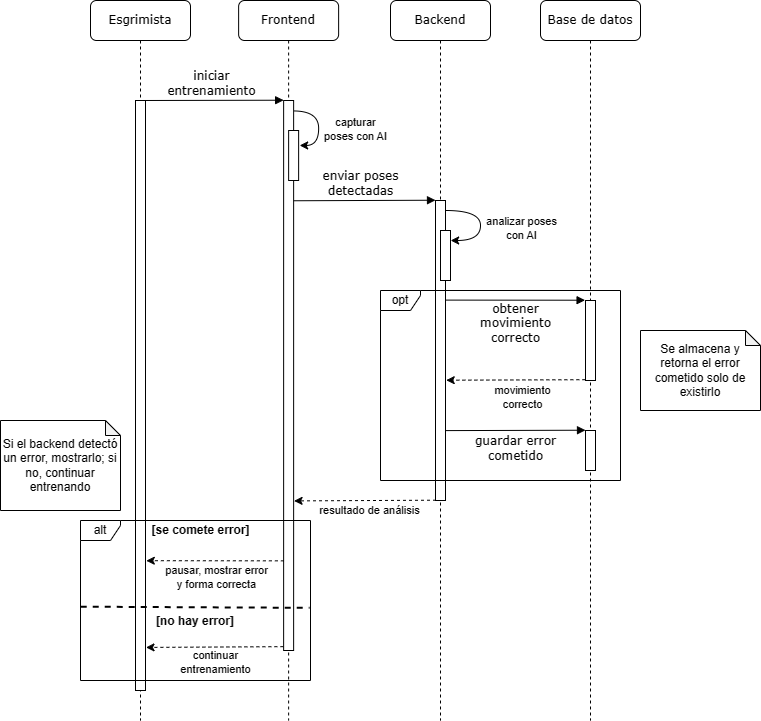 Esgrimista
Frontend
Backend
Base de datos
iniciar
entrenamiento
capturar
poses con AI
enviar poses
detectadas
analizar poses
con AI
opt
obtener
movimiento
correcto
Se almacena y
retorna el error
cometido solo de
existirlo
movimiento
correcto
guardar error
cometido
Si el backend detectó
un error, mostrarlo; si
no, continuar
entrenando
resultado de análisis
alt
[se comete error]
pausar, mostrar error
y forma correcta
[no hay error]
continuar
entrenamiento